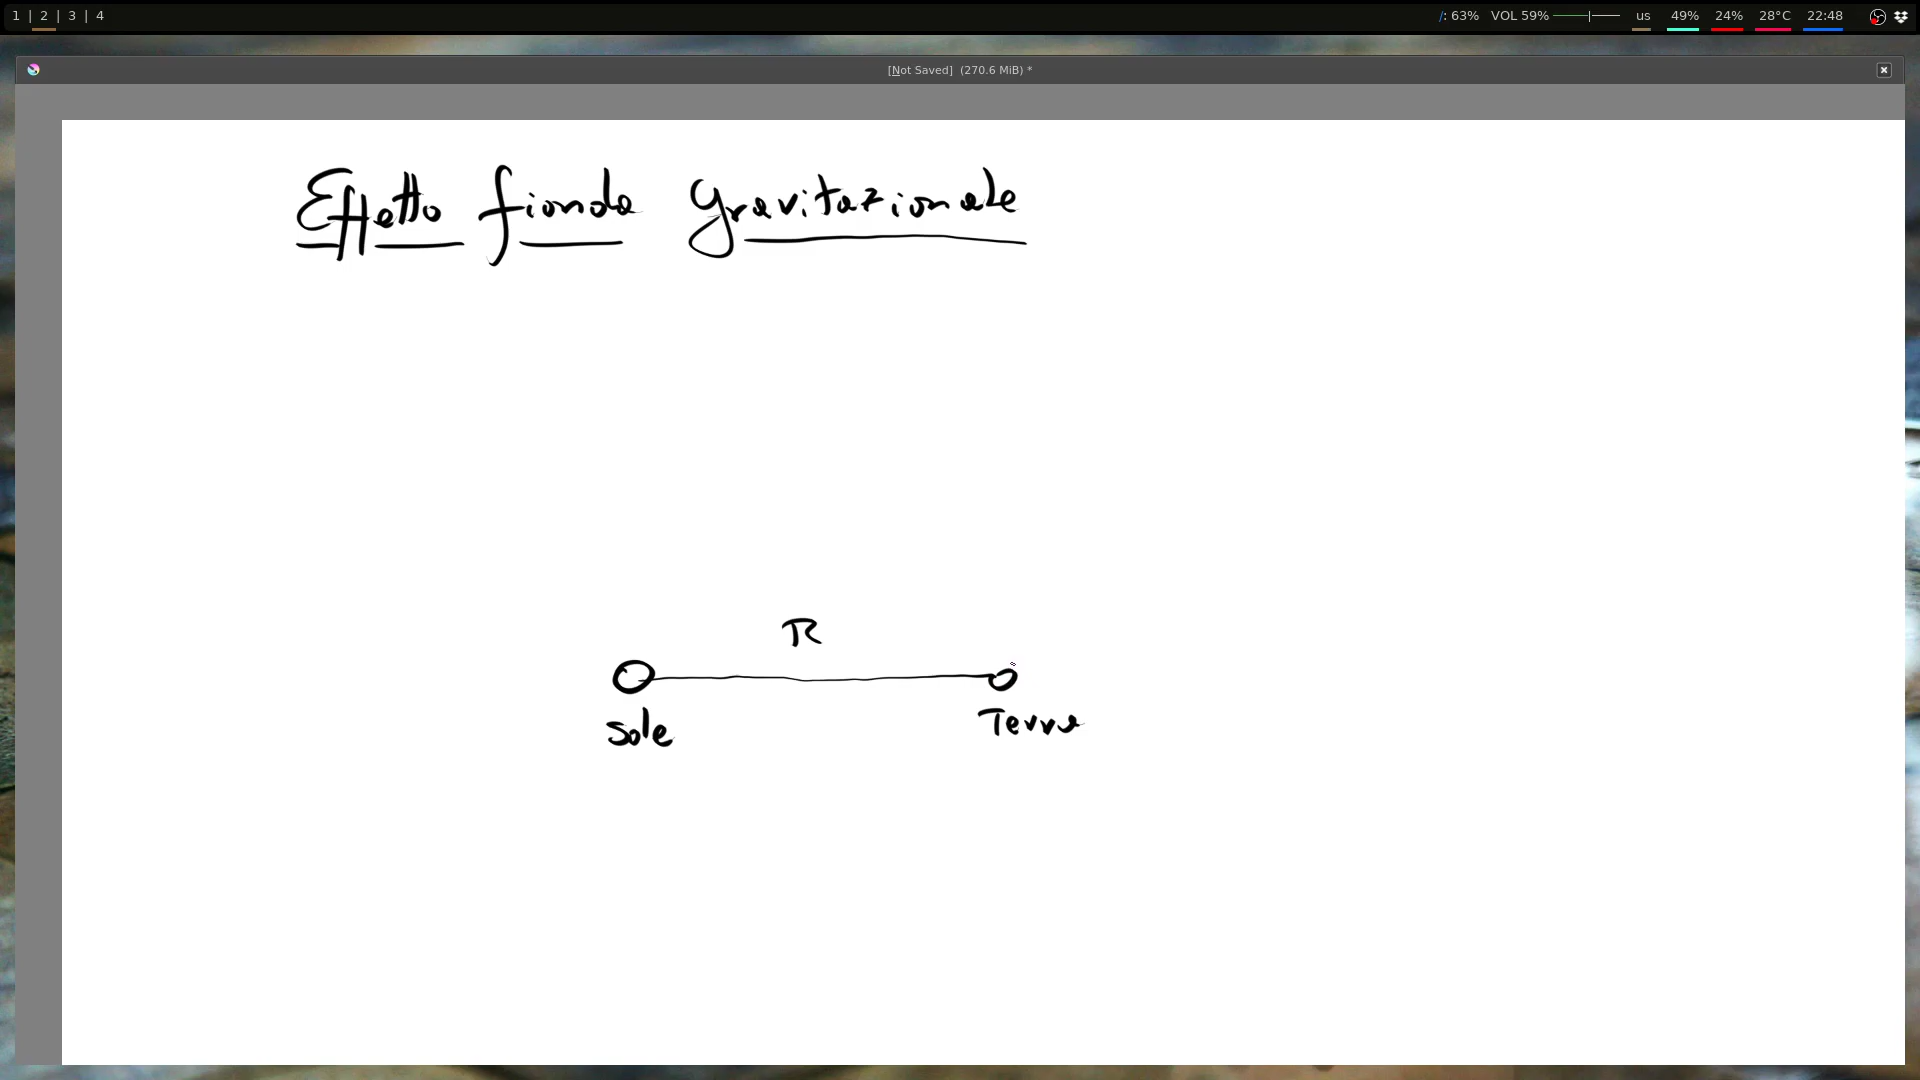 1 | 2 | 3 | 4
/: 63% VOL 59% us 49% 24% 28°C 22:48
[Not Saved] (270.6 MiB) *
Effetto fionda gravitazionale
R
Sole
Terra